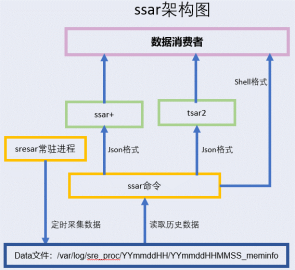 ssar架构图
数据消费者
Shell格式
ssar+
tsar2
sresar常驻进程
Json格式
Json格式
ssar命令
定时采集数据
读取历史数据
Data文件：/var/log/sre_proc/YYmmddHH/YYmmddHHMMSS_meminfo